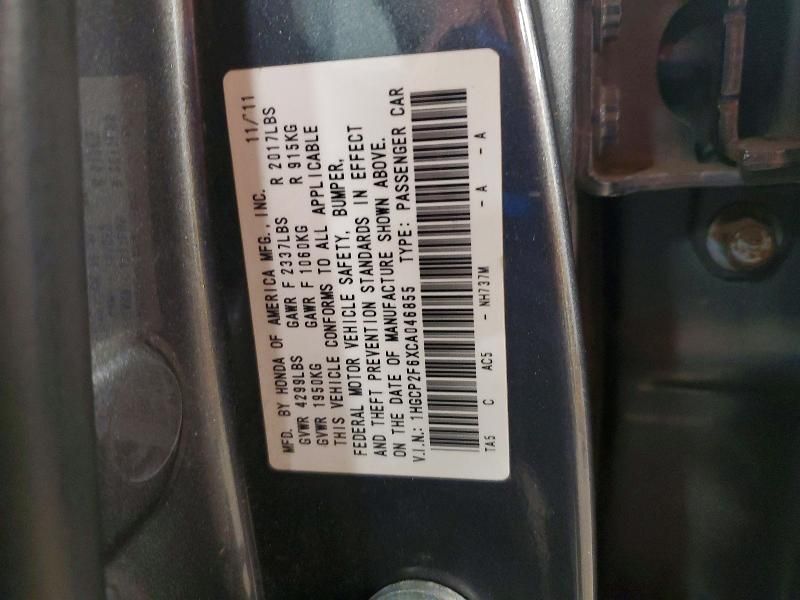 MFD. BY HONDA OF AMERICA MFG., INC. 11/11
GVWR 4299LBS GAWR F 2337LBS R 2017LBS
GVWR 1950KG GAWR F 1060KG R 915KG
THIS VEHICLE CONFORMS TO ALL APPLICABLE
FEDERAL MOTOR VEHICLE SAFETY, BUMPER,
AND THEFT PREVENTION STANDARDS IN EFFECT
ON THE DATE OF MANUFACTURE SHOWN ABOVE.
V.I.N.: 1HGCP2F6XCA046855 TYPE: PASSENGER CAR
TA5 C AC5 - NH737M -A -A